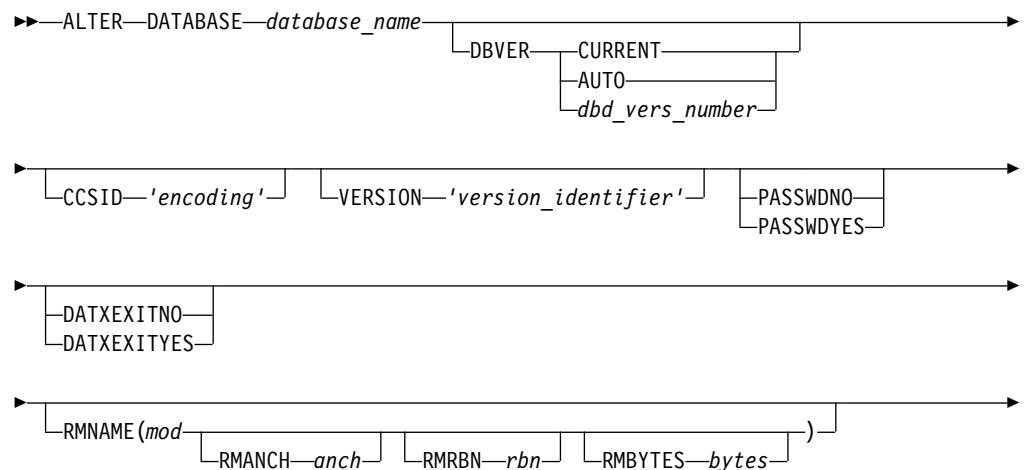 ALTER DATABASE database_name
DBVER CURRENT
AUTO
dbd_vers_number
CCSID 'encoding' VERSION 'version_identifier' PASSWDNO
PASSWDYES
DATXEXITNO
DATXEXITYES
RMNAME(mod )
RMANCH anch RMRBN rbn RMBYTES bytes